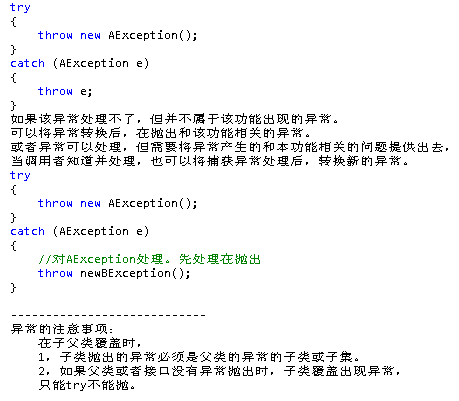 try
{
throw new AException();
}
catch (AException e)
{
throw e;
}
如果该异常处理不了，但并不属于该功能出现的异常。
可以将异常转换后，在抛出和该功能相关的异常。
或者异常可以处理，但需要将异常产生的和本功能相关的问题提供出去，
当调用者知道并处理，也可以将捕获异常处理后，转换新的异常。
try
{
throw new AException();
}
catch (AException e)
{
//对AException处理。先处理在抛出
throw newBException();
}
---------------------------
异常的注意事项：
在子父类覆盖时，
1，子类抛出的异常必须是父类的异常的子类或子集。
2，如果父类或者接口没有异常抛出时，子类覆盖出现异常，
只能try不能抛。